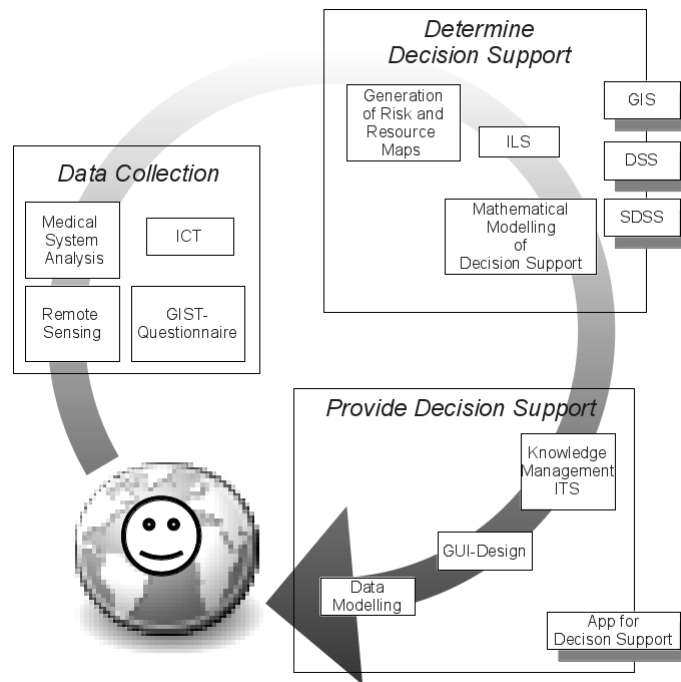 Determine
Decision Support
Generation
of Risk and
Resource
Maps
ILS
GIS
DSS
SDSS
Mathematical
Modelling
of
Decision Support
Data Collection
Medical
System
Analysis
ICT
Remote
Sensing
GIST-
Questionnaire
Provide Decision Support
Knowledge
Management
ITS
GUI-Design
Data
Modelling
App for
Decison Support